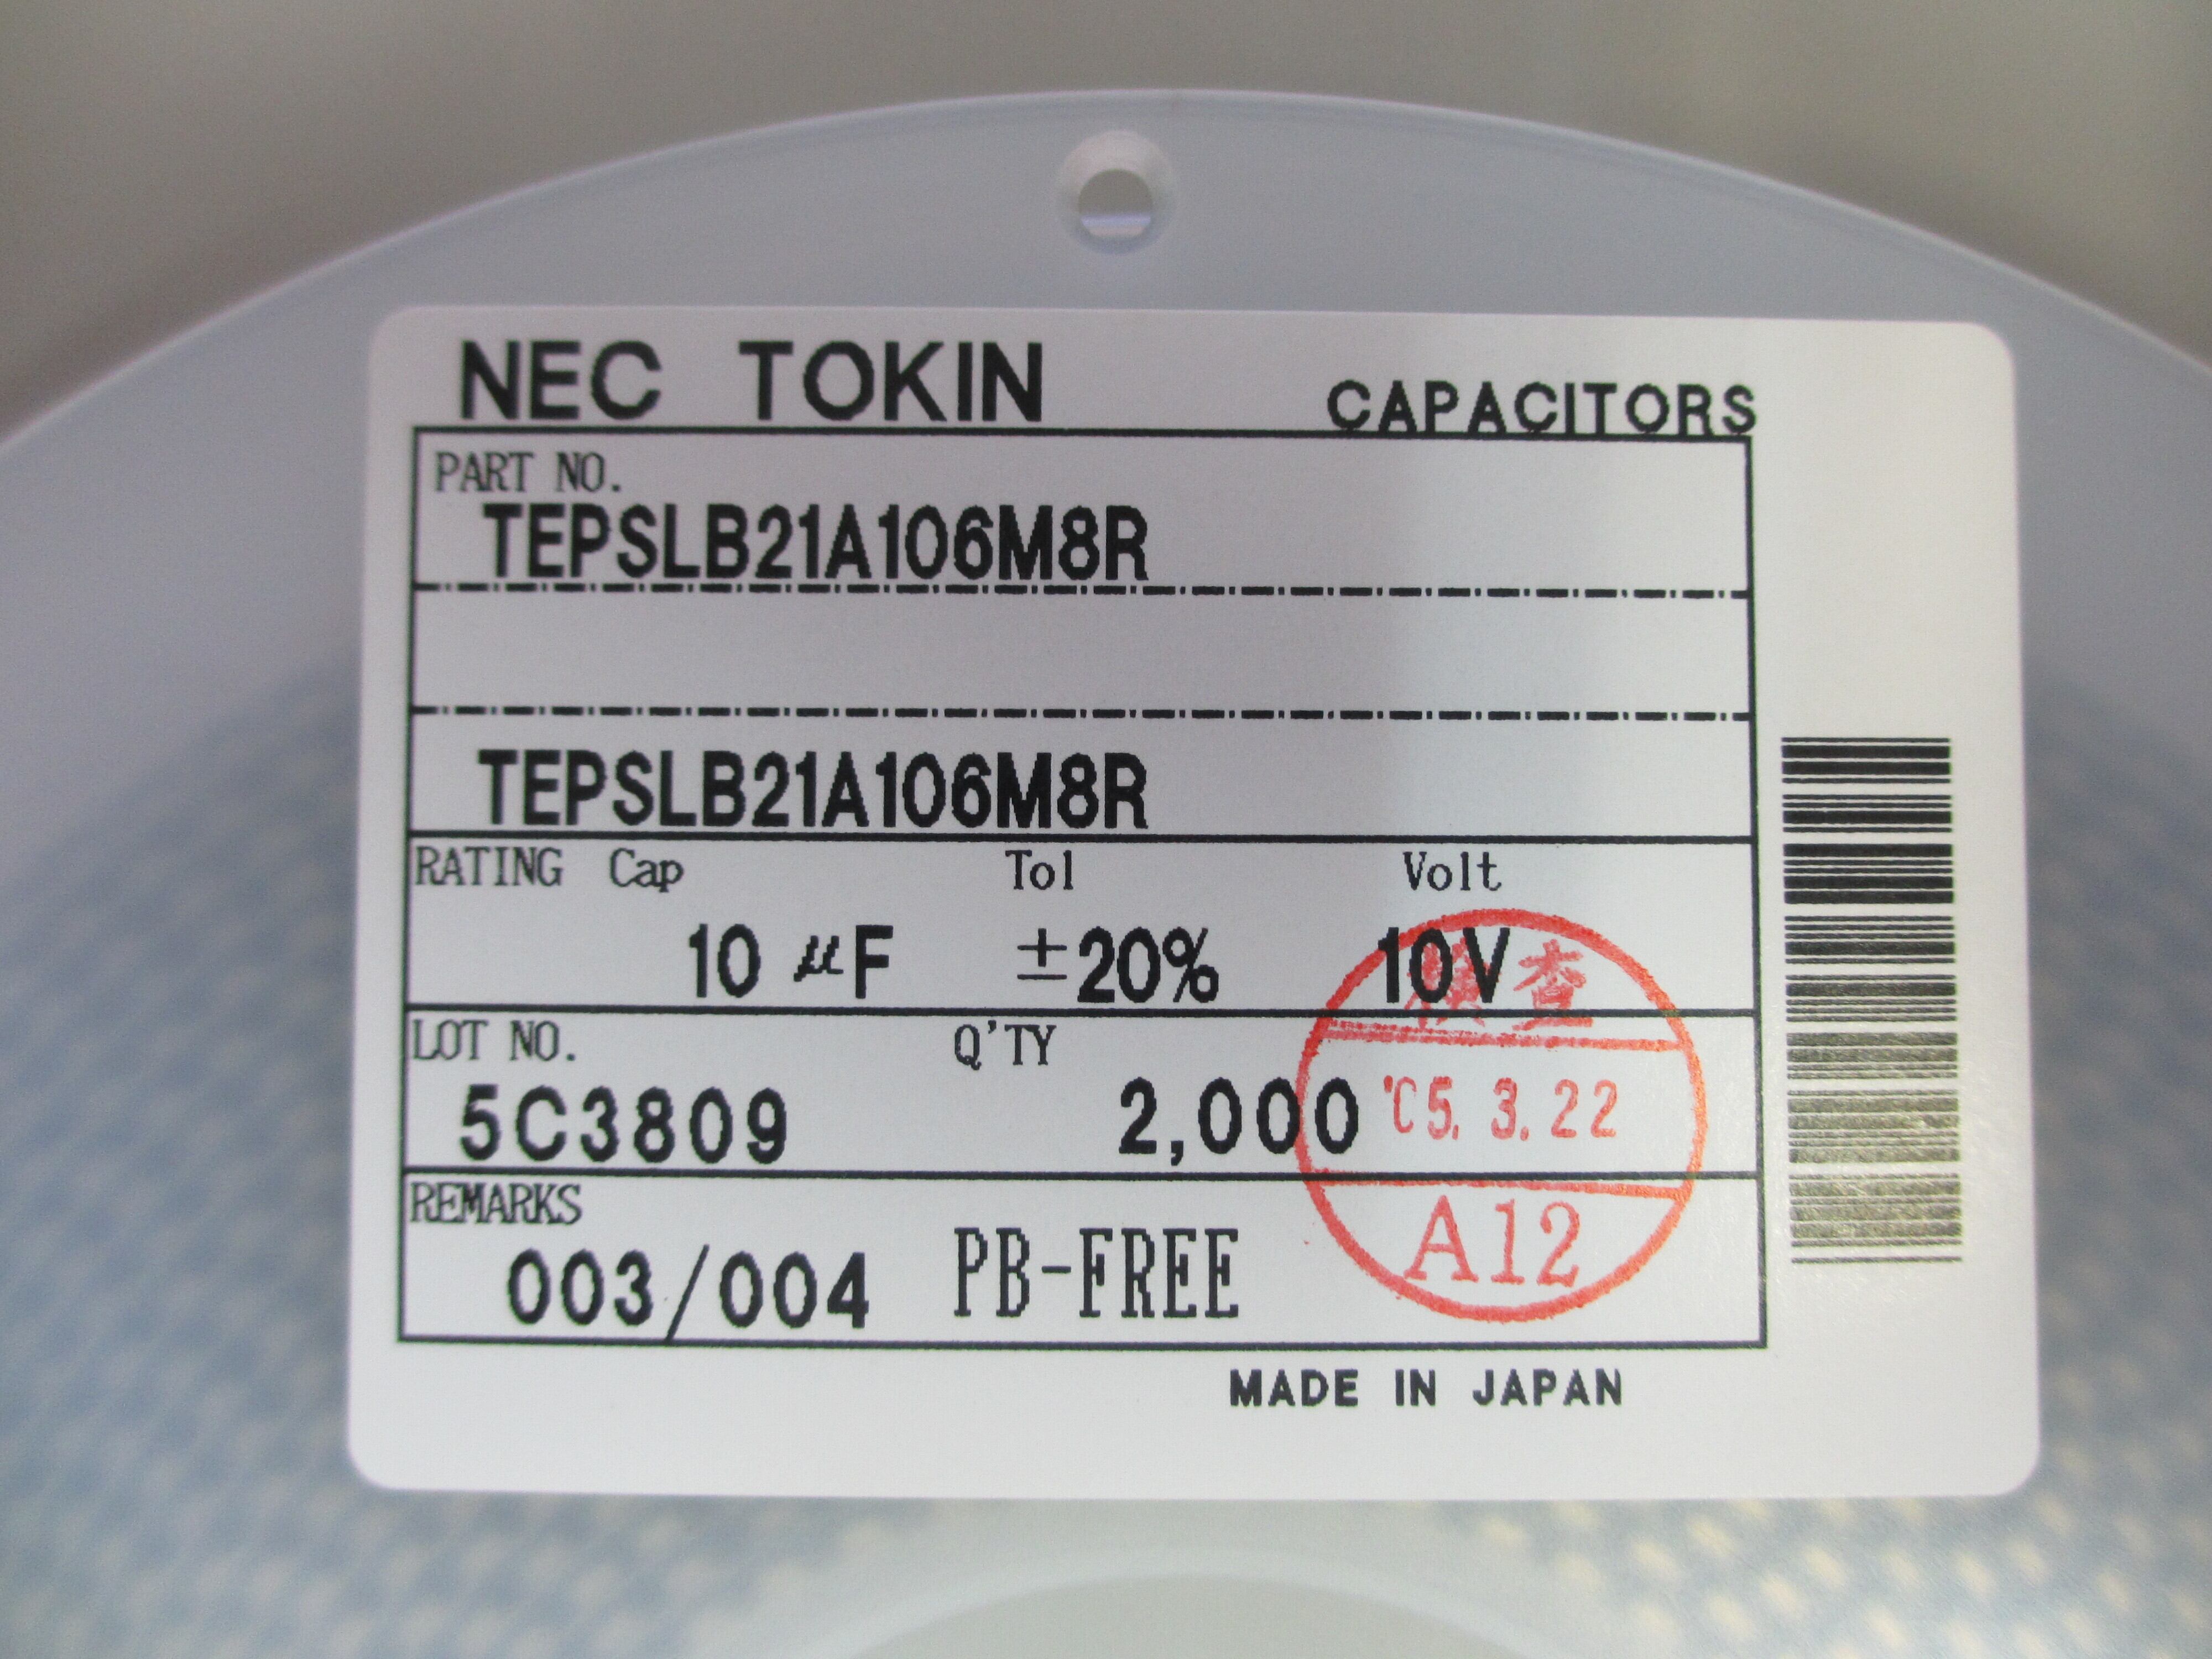 NEC TOKIN CAPACITORS
PART NO.
TEPSLB21A106M8R
TEPSLB21A106M8R
RATING Cap Tol Volt
10 μF ±20% 10V
検査
LOT NO. Q'TY
5C3809 2,000
'05. 3. 22
REMARKS
003/004 PB-FREE
A12
MADE IN JAPAN